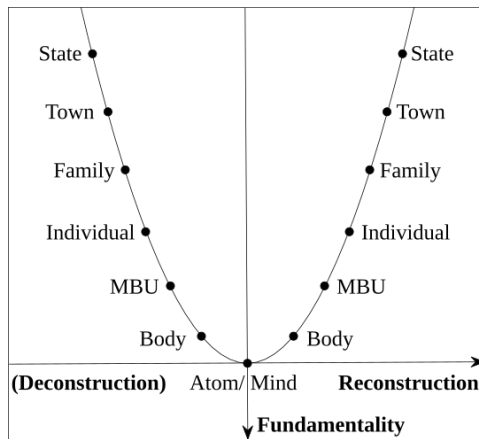 State State
Town Town
Family Family
Individual Individual
MBU MBU
Body Body
(Deconstruction) Atom/ Mind Reconstruction
Fundamentality